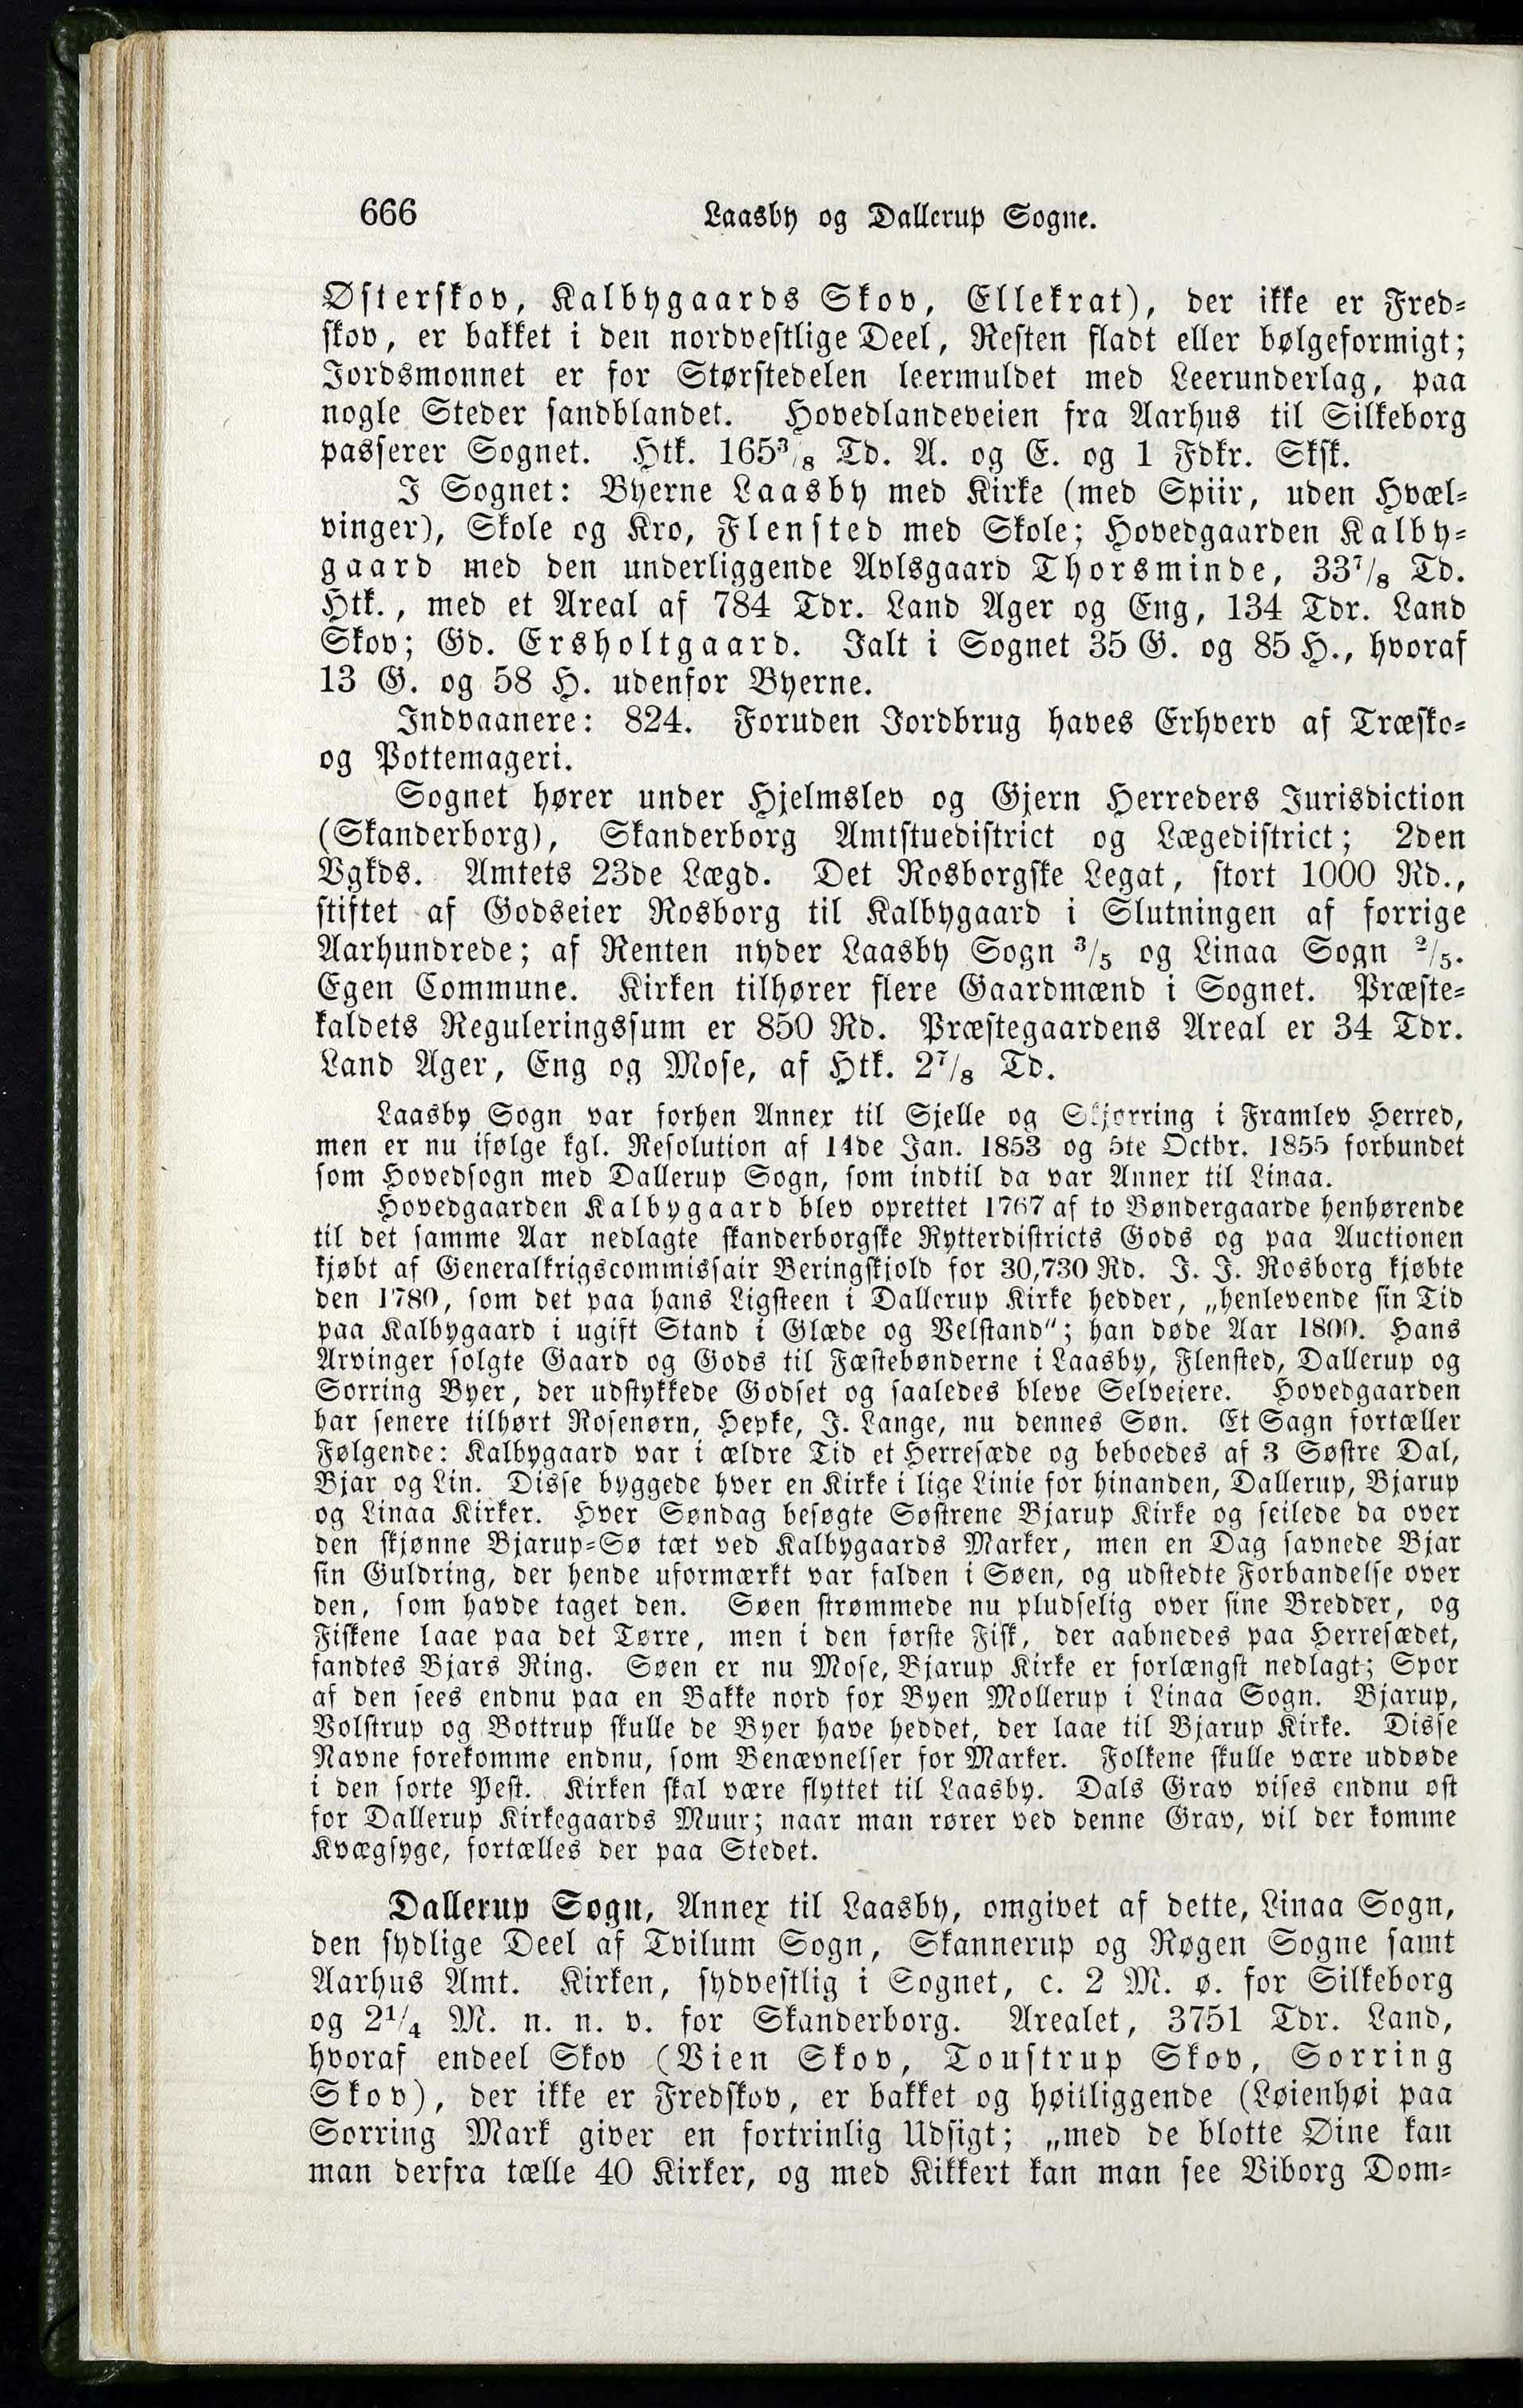 666
Laasby og Dallerup Sogne.
Østerskov, Kalbygaards Skov, Ellekrat), der ikke er Fred-
skov, er bakket i den nordvestlige Deel, Resten fladt eller bølgeformigt;
Jordsmonnet er for Størstedelen leermuldet med Leerunderlag, paa
nogle Steder sandblandet. Hovedlandeveien fra Aarhus til Silkeborg
passerer Sognet. Htk. 165³/₈ Td. A. og E. og 1 Fdkr. Sksk.
I Sognet: Byerne Laasby med Kirke (med Spiir, uden Hvæl-
vinger), Skole og Kro, Flensted med Skole; Hovedgaarden Kalby-
gaard med den underliggende Avlsgaard Thorsminde, 33⁷/₈ Td.
Htk., med et Areal af 784 Tdr. Land Ager og Eng, 134 Tdr. Land
Skov; Gd. Ersholtgaard. Ialt i Sognet 35 G. og 85 H., hvoraf
13 G. og 58 H. udenfor Byerne.
Indvaanere: 824. Foruden Jordbrug haves Erhverv af Træsko-
og Pottemageri.
Sognet hører under Hjelmslev og Gjern Herreders Jurisdiction
(Skanderborg), Skanderborg Amtstuedistrict og Lægedistrict; 2den
Vgkds. Amtets 23de Lægd. Det Rosborgske Legat, stort 1000 Rd.,
stiftet af Godseier Rosborg til Kalbygaard i Slutningen af forrige
Aarhundrede; af Renten nyder Laasby Sogn ³/₅ og Linaa Sogn ²/₅.
Egen Commune. Kirken tilhører flere Gaardmænd i Sognet. Præste-
kaldets Reguleringssum er 850 Rd. Præstegaardens Areal er 34 Tdr.
Land Ager, Eng og Mose, af Htk. 2⁷/₈ Td.
Laasby Sogn var forhen Annex til Sjelle og Skjørring i Framlev Herred,
men er nu ifølge kgl. Resolution af 14de Jan. 1853 og 5te Octbr. 1855 forbundet
som Hovedsogn med Dallerup Sogn, som indtil da var Annex til Linaa.
Hovedgaarden Kalbygaard blev oprettet 1767 af to Bøndergaarde henhørende
til det samme Aar nedlagte skanderborgske Rytterdistricts Gods og paa Auctionen
kjøbt af Generalkrigscommissair Beringskjold for 30,730 Rd. J. J. Rosborg kjøbte
den 1780, som det paa hans Ligsteen i Dallerup Kirke hedder, „henlevende sin Tid
paa Kalbygaard i ugift Stand i Glæde og Velstand“; han døde Aar 1800. Hans
Arvinger solgte Gaard og Gods til Fæstebønderne i Laasby, Flensted, Dallerup og
Sorring Byer, der udstykkede Godset og saaledes bleve Selveiere. Hovedgaarden
har senere tilhørt Rosenørn, Hepke, J. Lange, nu dennes Søn. Et Sagn fortæller
Følgende: Kalbygaard var i ældre Tid et Herresæde og beboedes af 3 Søstre Dal,
Bjar og Lin. Disse byggede hver en Kirke i lige Linie for hinanden, Dallerup, Bjarup
og Linaa Kirker. Hver Søndag besøgte Søstrene Bjarup Kirke og seilede da over
den skjønne Bjarup-Sø tæt ved Kalbygaards Marker, men en Dag savnede Bjar
sin Guldring, der hende uformærkt var falden i Søen, og udstedte Forbandelse over
den, som havde taget den. Søen strømmede nu pludselig over sine Bredder, og
Fiskene laae paa det Tørre, men i den første Fisk, der aabnedes paa Herresædet,
fandtes Bjars Ring. Søen er nu Mose, Bjarup Kirke er forlængst nedlagt; Spor
af den sees endnu paa en Bakke nord for Byen Mollerup i Linaa Sogn. Bjarup,
Volstrup og Bottrup skulle de Byer have heddet, der laae til Bjarup Kirke. Disse
Navne forekomme endnu, som Benævnelser for Marker. Folkene skulle være uddøde
i den sorte Pest. Kirken skal være flyttet til Laasby. Dals Grav vises endnu øst
for Dallerup Kirkegaards Muur; naar man rører ved denne Grav, vil der komme
Kvægsyge, fortælles der paa Stedet.
Dallerup Sogn, Annex til Laasby, omgivet af dette, Linaa Sogn,
den sydlige Deel af Tvilum Sogn, Skannerup og Røgen Sogne samt
Aarhus Amt. Kirken, sydvestlig i Sognet, c. 2 M. ø. for Silkeborg
og 2¹/₄ M. n. n. v. for Skanderborg. Arealet, 3751 Tdr. Land,
hvoraf endeel Skov (Vien Skov, Toustrup Skov, Sorring
Skov), der ikke er Fredskov, er bakket og høitliggende (Løienhøi paa
Sorring Mark giver en fortrinlig Udsigt; „med de blotte Øine kan
man derfra tælle 40 Kirker, og med Kikkert kan man see Viborg Dom-